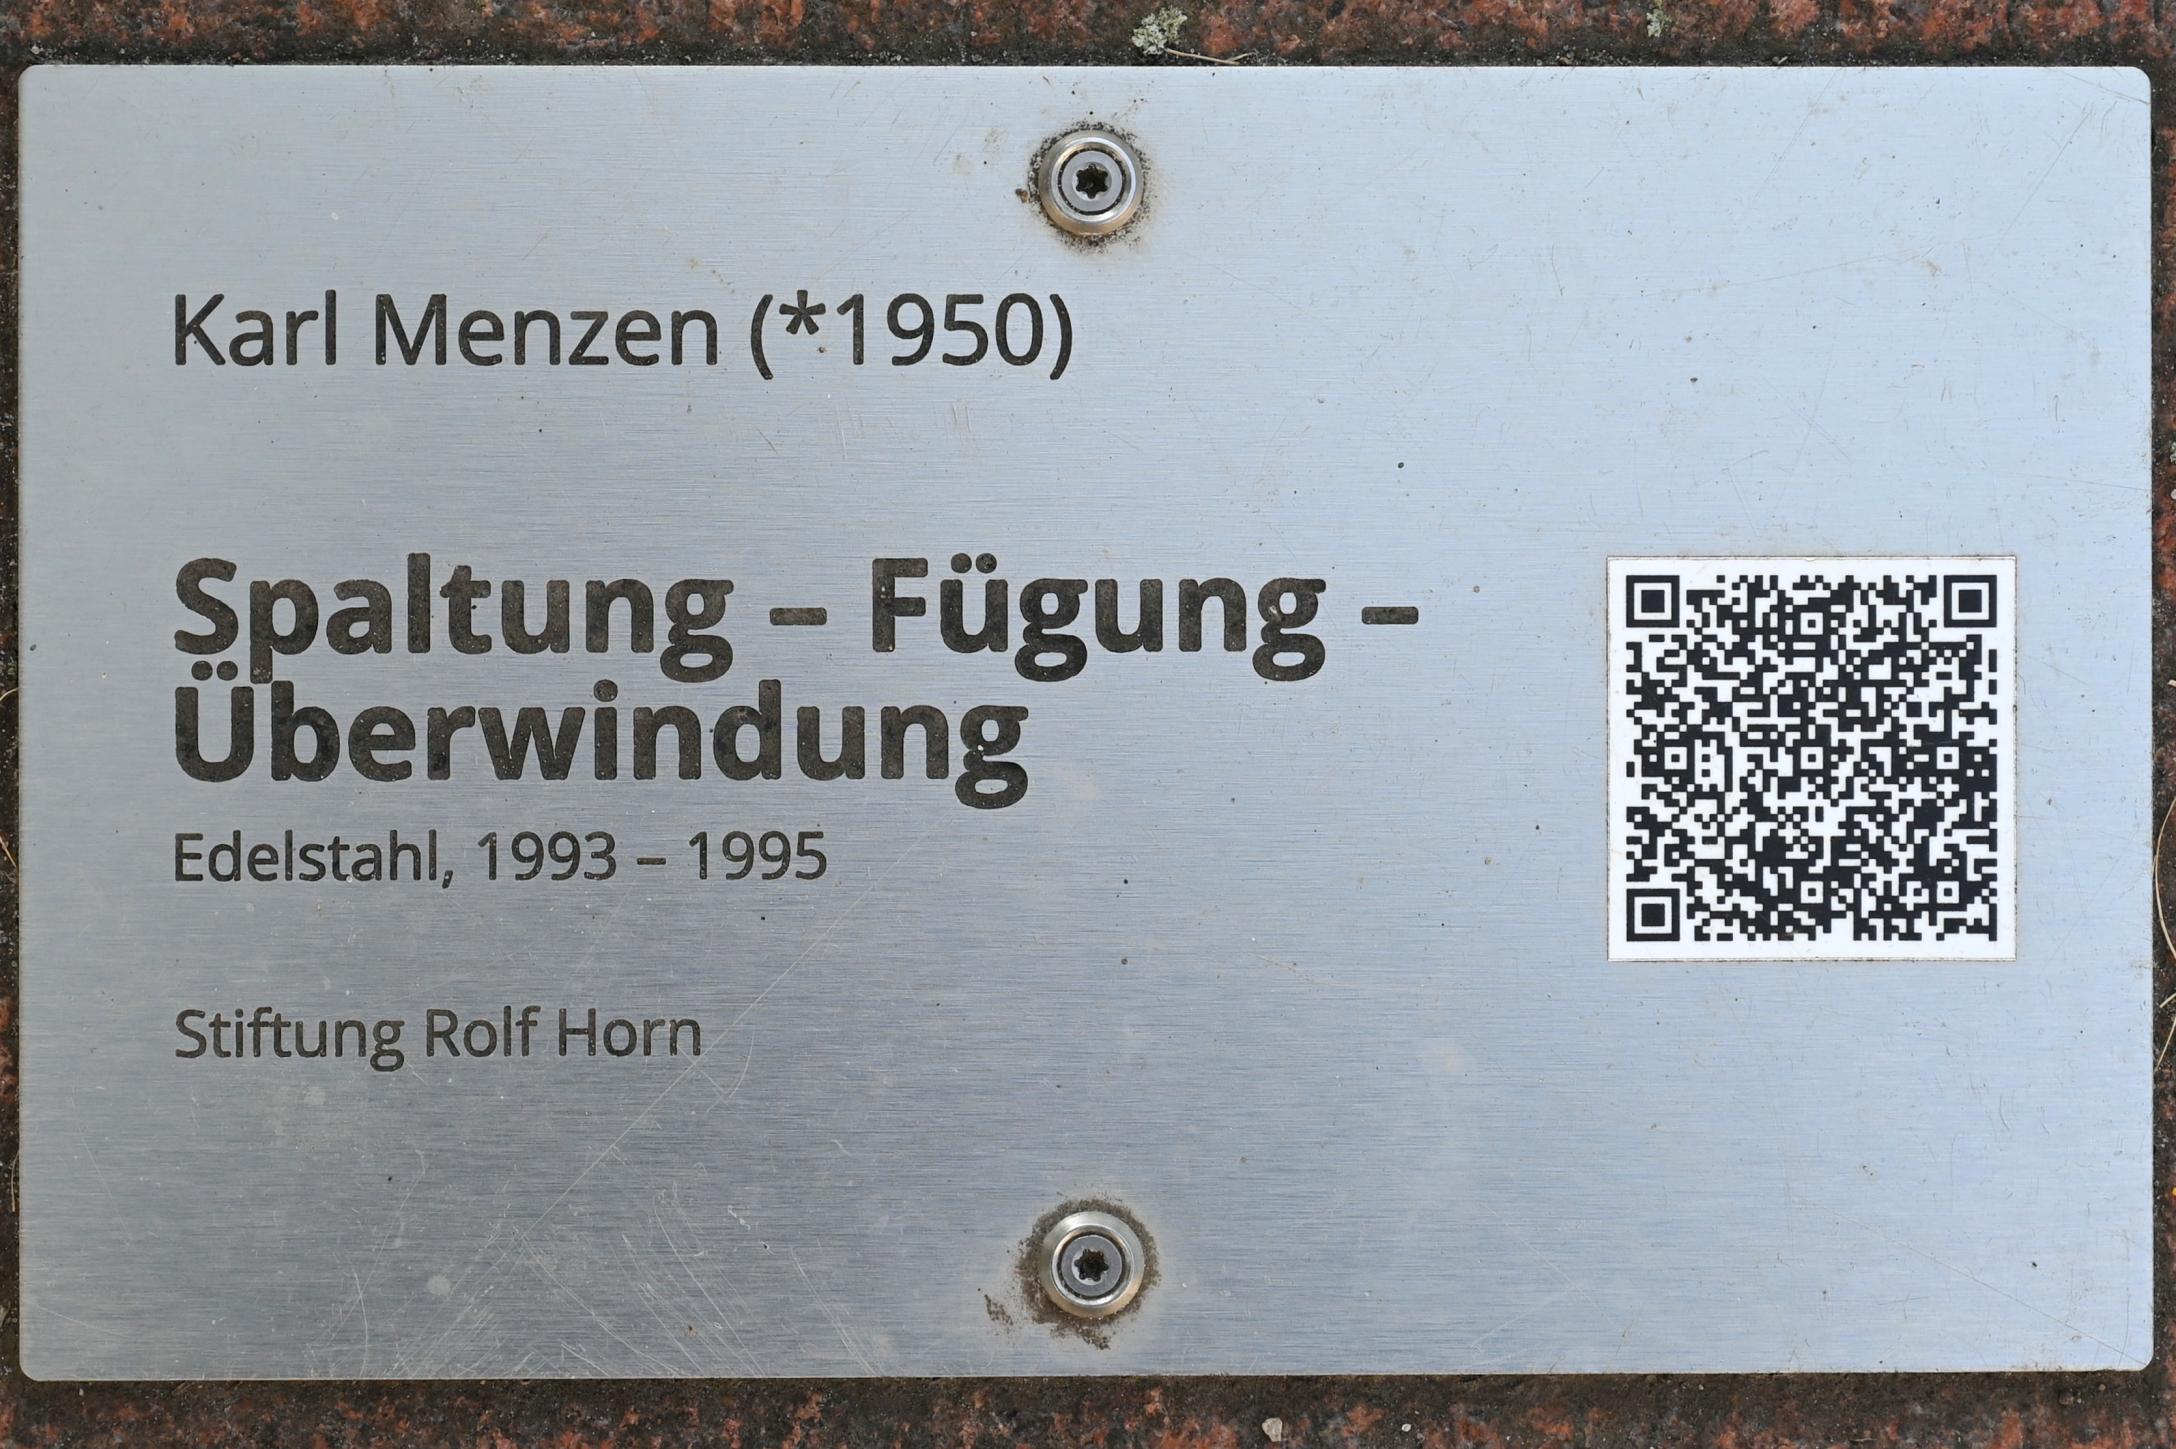 Karl Menzen (*1950)
Spaltung – Fügung –
Überwindung
Edelstahl, 1993 – 1995
Stiftung Rolf Horn